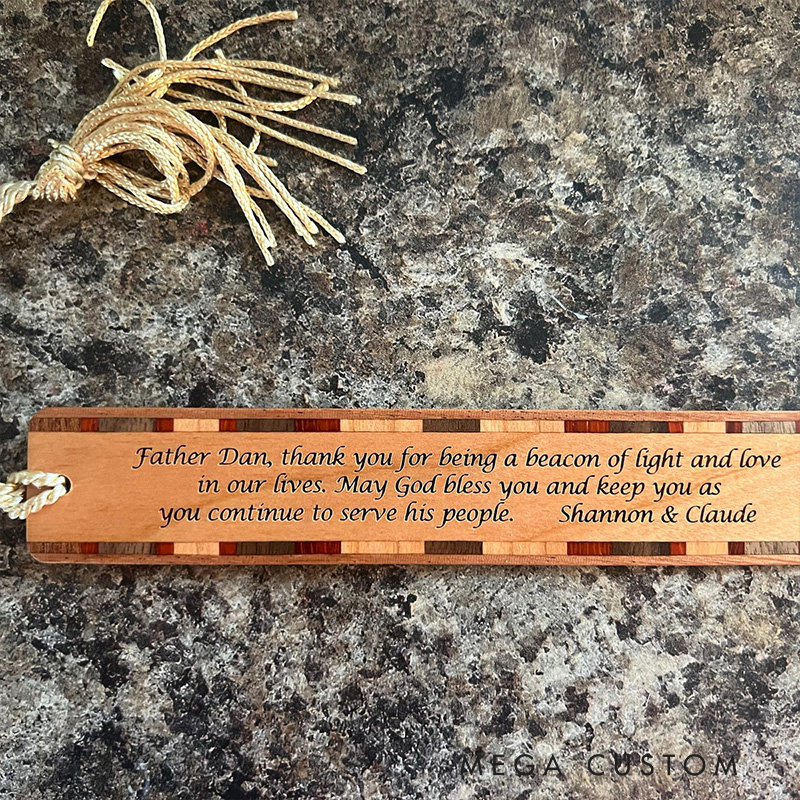 Father Dan, thank you for being a beacon of light and love
in our lives. May God bless you and keep you as
you continue to serve his people. Shannon & Claude
MEGA CUSTOM